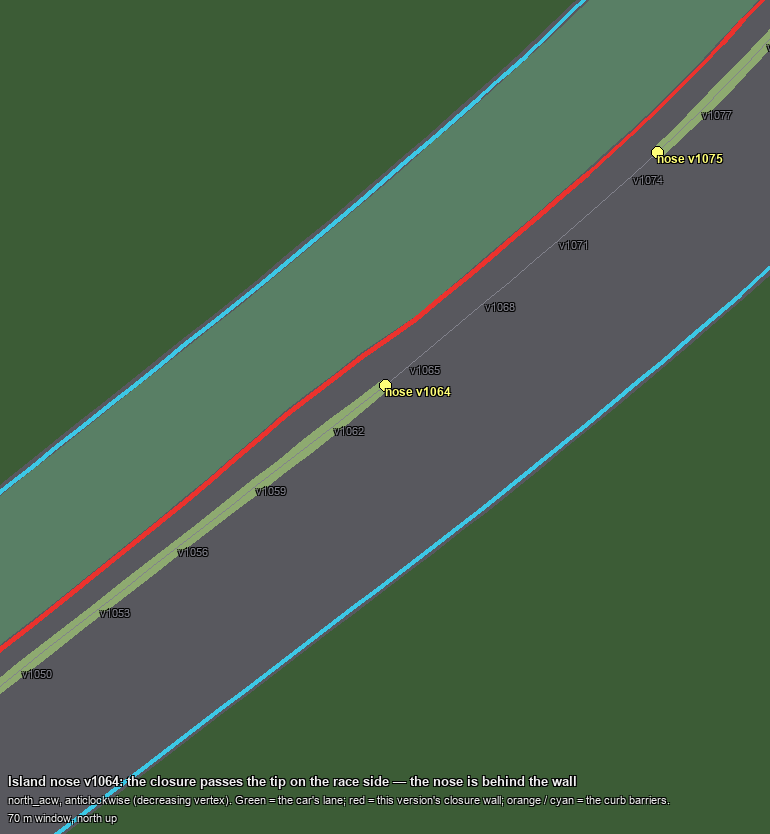 v1077
nose v1075
v1074
v1071
v1068
v1065
nose v1064
v1062
v1059
v1056
v1053
v1050
Island nose v1064: the closure passes the tip on the race side — the nose is behind the wall
north_acw, anticlockwise (decreasing vertex). Green = the car's lane; red = this version's closure wall; orange / cyan = the curb barriers.
70 m window, north up